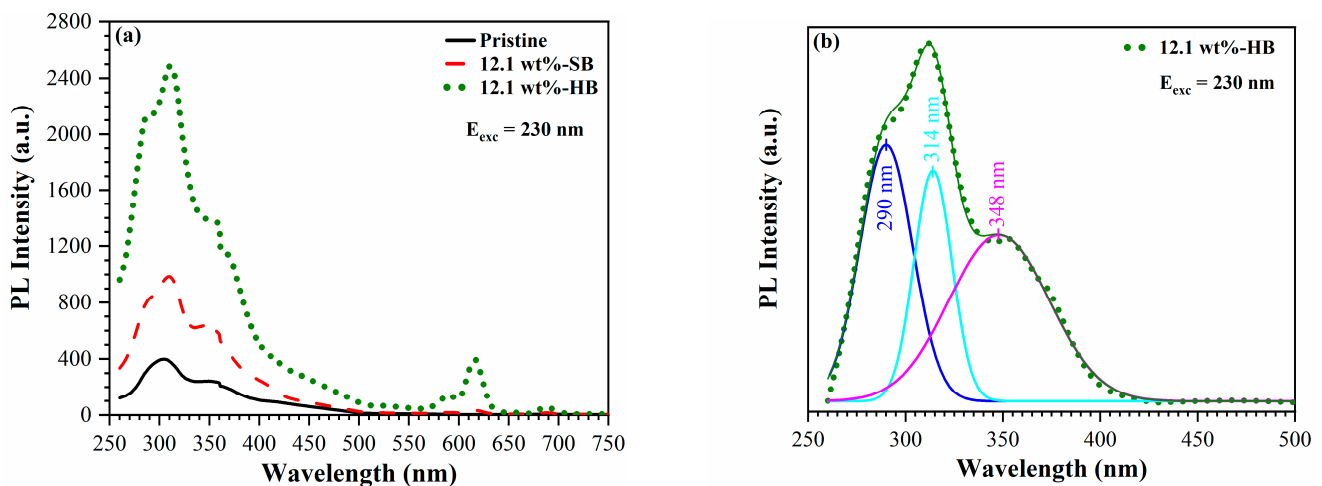 (a)
Pristine
12.1 wt%-SB
12.1 wt%-HB
E_exc = 230 nm
PL Intensity (a.u.)
2800
2400
2000
1600
1200
800
400
0
250 300 350 400 450 500 550 600 650 700 750
Wavelength (nm)
(b)
12.1 wt%-HB
E_exc = 230 nm
290 nm
314 nm
348 nm
PL Intensity (a.u.)
250 300 350 400 450 500
Wavelength (nm)